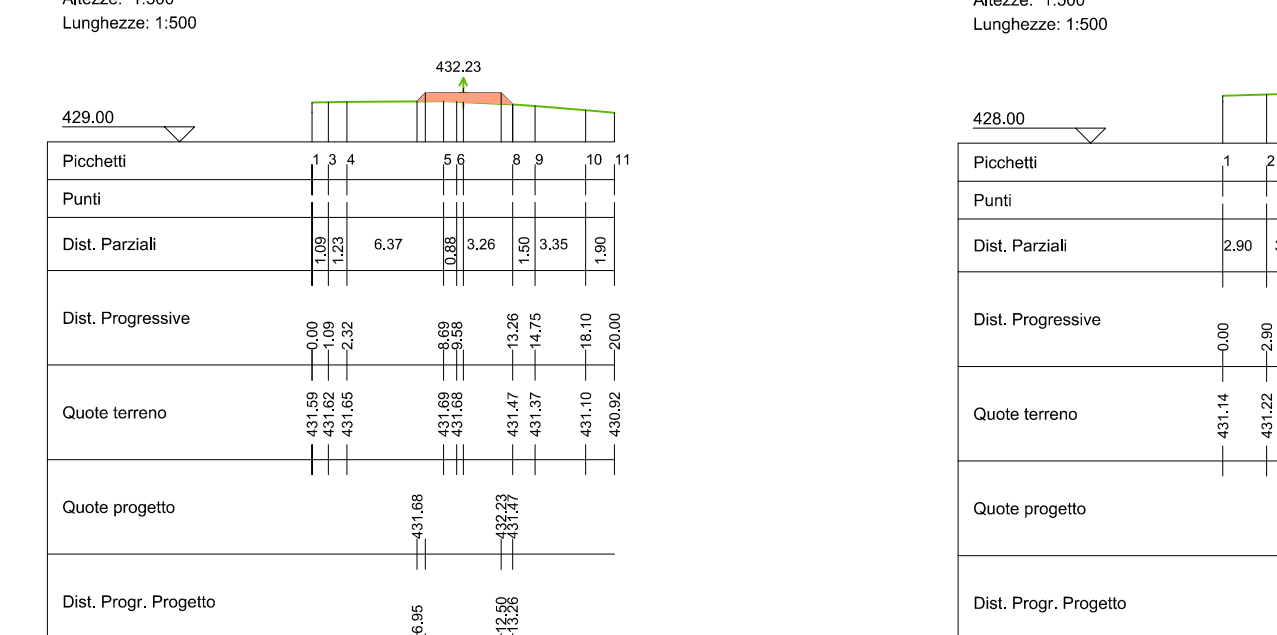 Altezze: 1:500
Lunghezze: 1:500
432.23
429.00
Picchetti 1 3 4 5 6 8 9 10 11
Punti
Dist. Parziali 1.09 1.23 6.37 0.88 3.26 1.50 3.35 1.90
Dist. Progressive 0.00 1.09 2.32 8.69 9.58 13.26 14.75 18.10 20.00
Quote terreno 431.59 431.62 431.65 431.69 431.68 431.47 431.37 431.10 430.92
Quote progetto 431.68 432.23 431.47
Dist. Progr. Progetto 6.95 12.50 13.26
Altezze: 1:500
Lunghezze: 1:500
428.00
Picchetti 1 2
Punti
Dist. Parziali 2.90
Dist. Progressive 0.00 2.90
Quote terreno 431.14 431.22
Quote progetto
Dist. Progr. Progetto